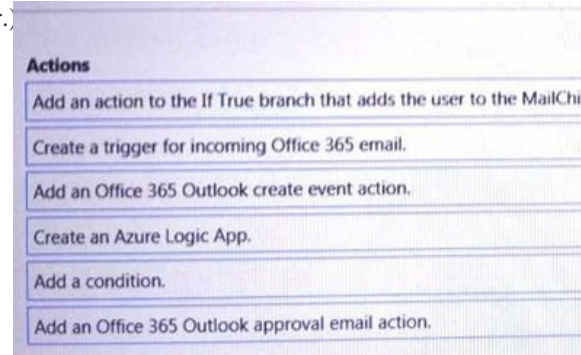 .)
Actions
Add an action to the If True branch that adds the user to the MailChi
Create a trigger for incoming Office 365 email.
Add an Office 365 Outlook create event action.
Create an Azure Logic App.
Add a condition.
Add an Office 365 Outlook approval email action.